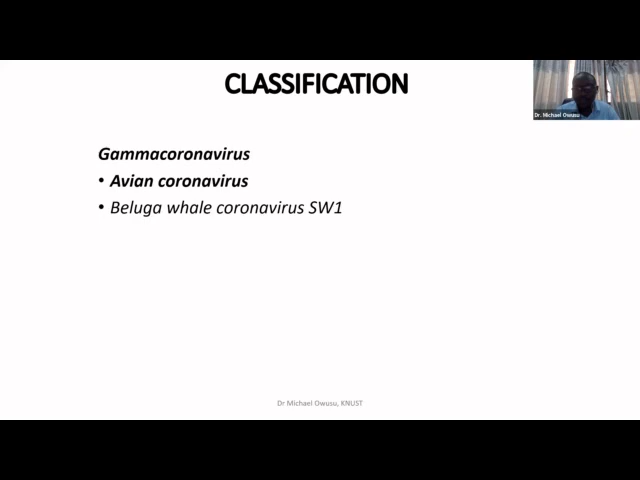 CLASSIFICATION
Dr. Michael Owusu
Gammacoronavirus
• Avian coronavirus
• Beluga whale coronavirus SW1
Dr Michael Owusu, KNUST